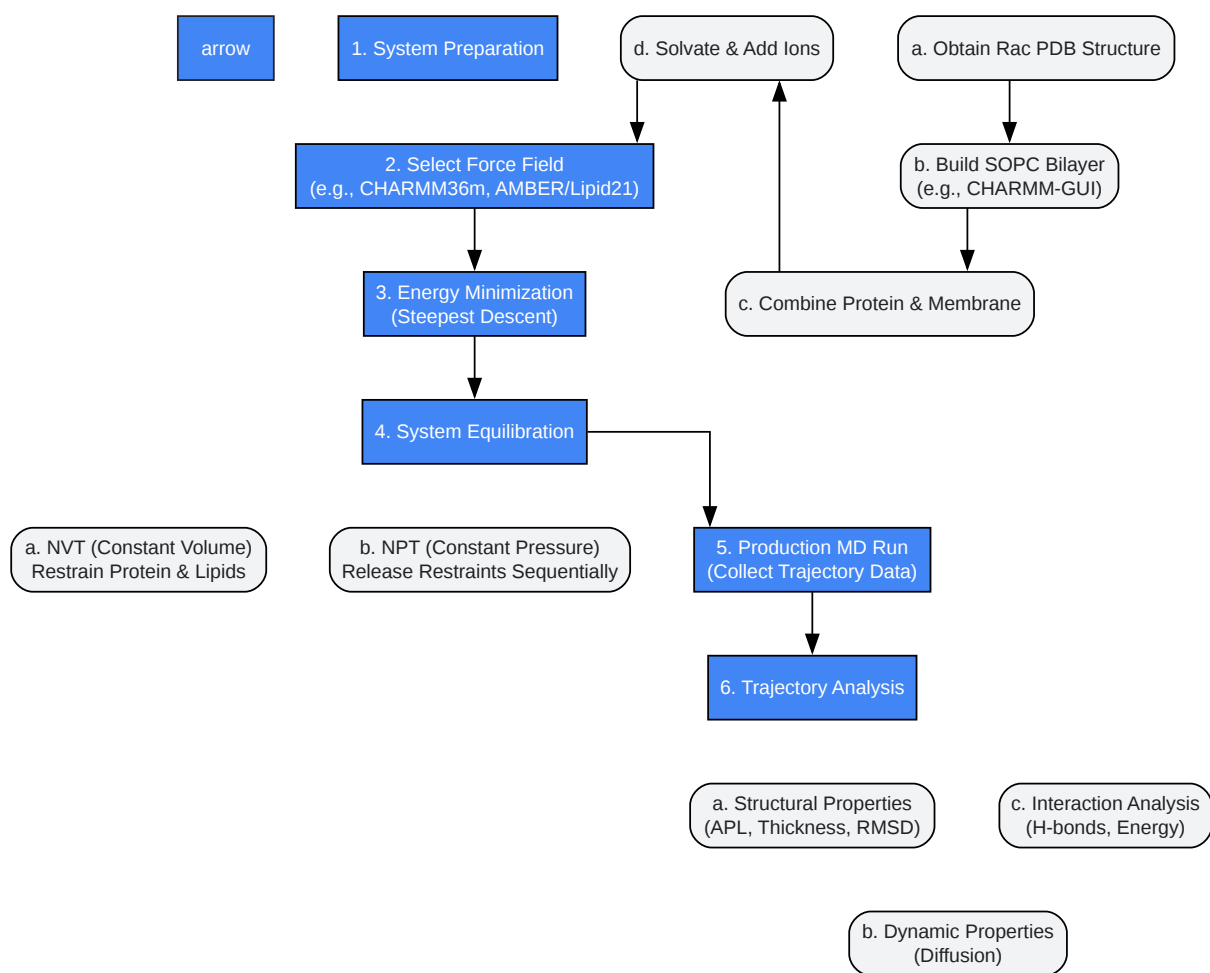 arrow
1. System Preparation
d. Solvate & Add Ions
a. Obtain Rac PDB Structure
2. Select Force Field
(e.g., CHARMM36m, AMBER/Lipid21)
b. Build SOPC Bilayer
(e.g., CHARMM-GUI)
3. Energy Minimization
(Steepest Descent)
c. Combine Protein & Membrane
4. System Equilibration
a. NVT (Constant Volume)
Restrain Protein & Lipids
b. NPT (Constant Pressure)
Release Restraints Sequentially
5. Production MD Run
(Collect Trajectory Data)
6. Trajectory Analysis
a. Structural Properties
(APL, Thickness, RMSD)
c. Interaction Analysis
(H-bonds, Energy)
b. Dynamic Properties
(Diffusion)